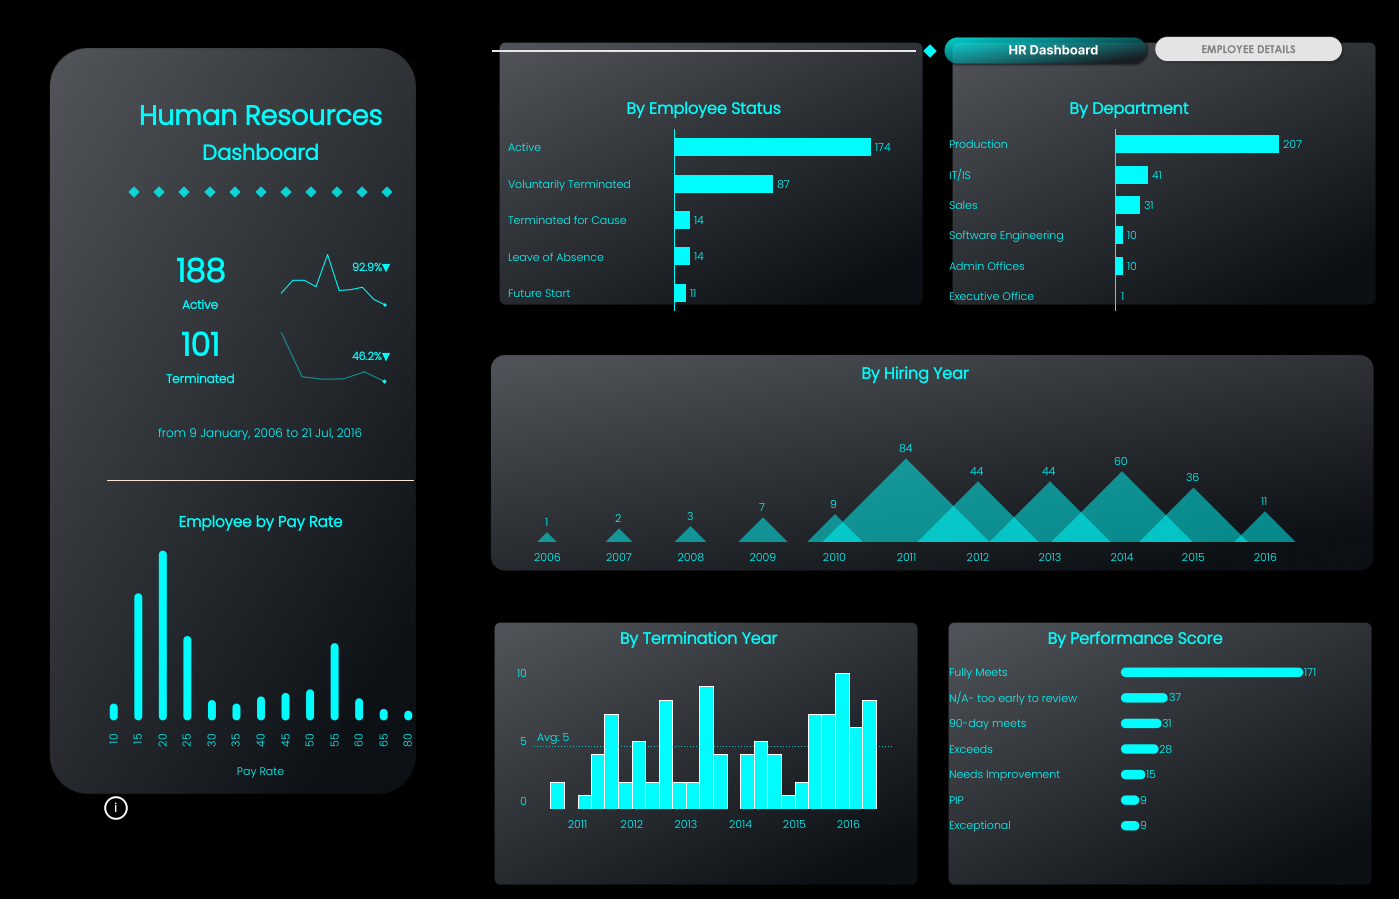 HR Dashboard
EMPLOYEE DETAILS
Human Resources
Dashboard
188
Active
92.9%▼
101
Terminated
46.2%▼
from 9 January, 2006 to 21 Jul, 2016
Employee by Pay Rate
10 15 20 25 30 35 40 45 50 55 60 65 80
Pay Rate
i
By Employee Status
Active 174
Voluntarily Terminated 87
Terminated for Cause 14
Leave of Absence 14
Future Start 11
By Department
Production 207
IT/IS 41
Sales 31
Software Engineering 10
Admin Offices 10
Executive Office 1
By Hiring Year
1 2 3 7 9 84 44 44 60 36 11
2006 2007 2008 2009 2010 2011 2012 2013 2014 2015 2016
By Termination Year
10
5
Avg: 5
0
2011 2012 2013 2014 2015 2016
By Performance Score
Fully Meets 171
N/A- too early to review 37
90-day meets 31
Exceeds 28
Needs Improvement 15
PIP 9
Exceptional 9